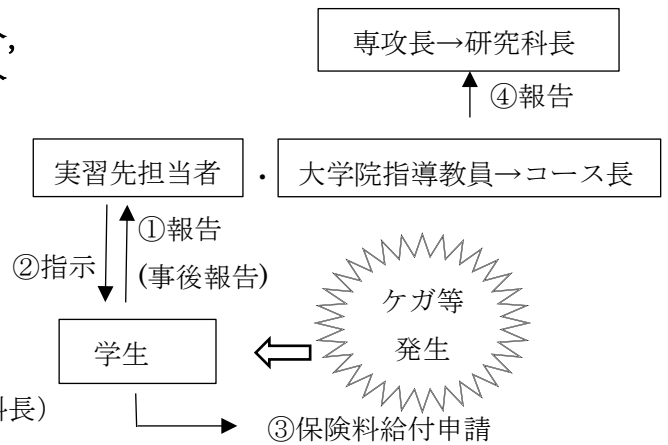 専攻長→研究科長
④報告
実習先担当者 ・ 大学院指導教員→コース長
①報告
②指示
(事後報告)
ケガ等
発生
学生
科長）
③保険料給付申請